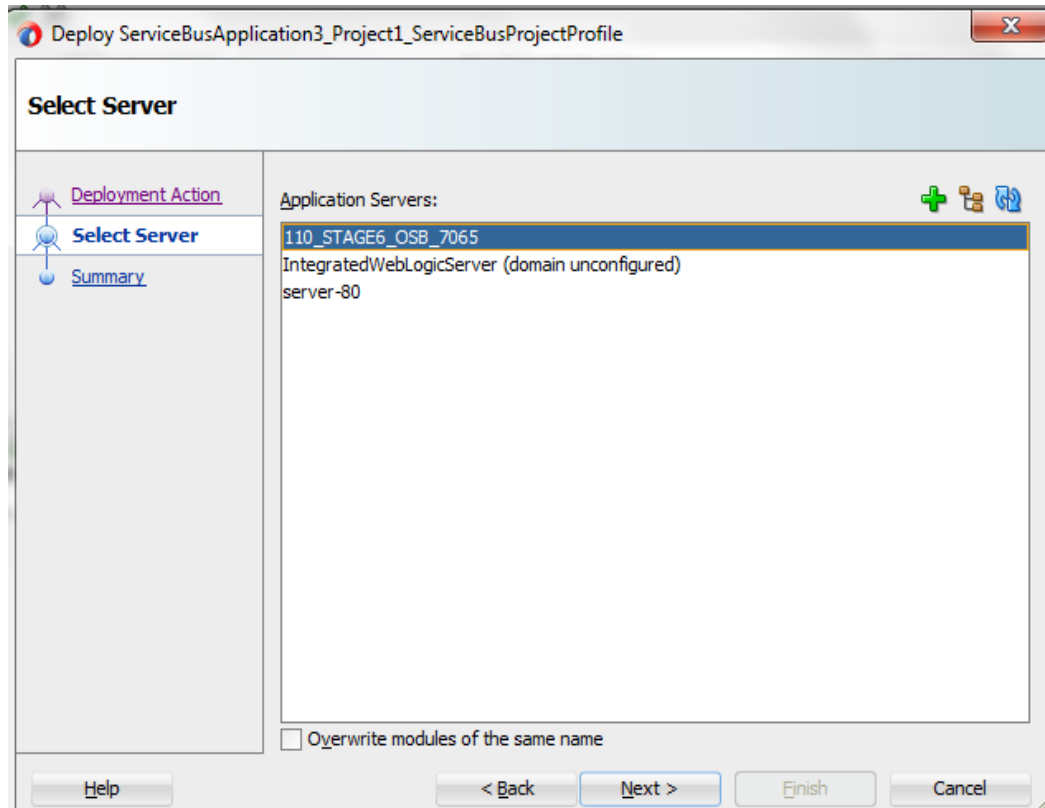 Deploy ServiceBusApplication3_Project1_ServiceBusProjectProfile
Select Server
Deployment Action
Select Server
Summary
Application Servers:
110_STAGE6_OSB_7065
IntegratedWebLogicServer (domain unconfigured)
server-80
Overwrite modules of the same name
Help
< Back
Next >
Finish
Cancel